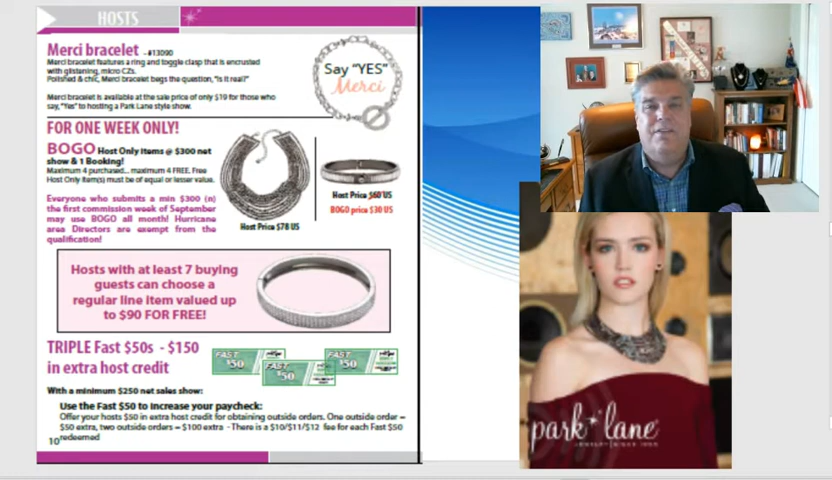 HOSTS
Merci bracelet - #13090
Merci bracelet features a ring and toggle clasp that is encrusted
with glistening, micro CZs.
Polished & chic, Merci bracelet begs the question, "Is it real?"
Merci bracelet is available at the sale price of only $19 for those who
say, "Yes" to hosting a Park Lane style show.
Say "YES"
Merci
FOR ONE WEEK ONLY!
BOGO Host Only Items @ $300 net
show & 1 Booking!
Maximum 4 purchased... maximum 4 FREE. Free
Host Only Item(s) must be of equal or lesser value.
Everyone who submits a min $300 (n)
the first commission week of September
may use BOGO all month! Hurricane
area Directors are exempt from the
qualification!
Host Price $78 US
Host Price $60 US
BOGO price $30 US
Hosts with at least 7 buying
guests can choose a
regular line item valued up
to $90 FOR FREE!
TRIPLE Fast $50s - $150
in extra host credit
FAST
$50
FAST
$50
FAST
$50
With a minimum $250 net sales show:
Use the Fast $50 to increase your paycheck:
Offer your hosts $50 in extra host credit for obtaining outside orders. One outside order =
$50 extra, two outside orders = $100 extra - There is a $10/$11/$12 fee for each Fast $50
redeemed
10
park lane